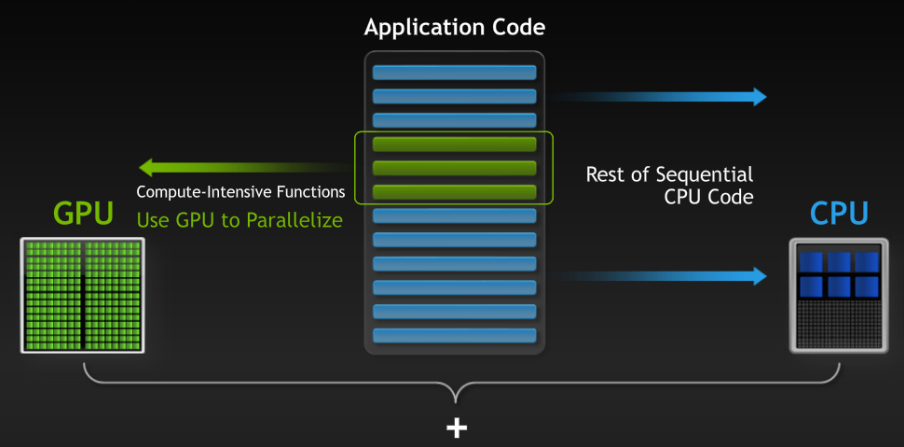 Application Code
Compute-Intensive Functions
Use GPU to Parallelize
GPU
Rest of Sequential
CPU Code
CPU
+